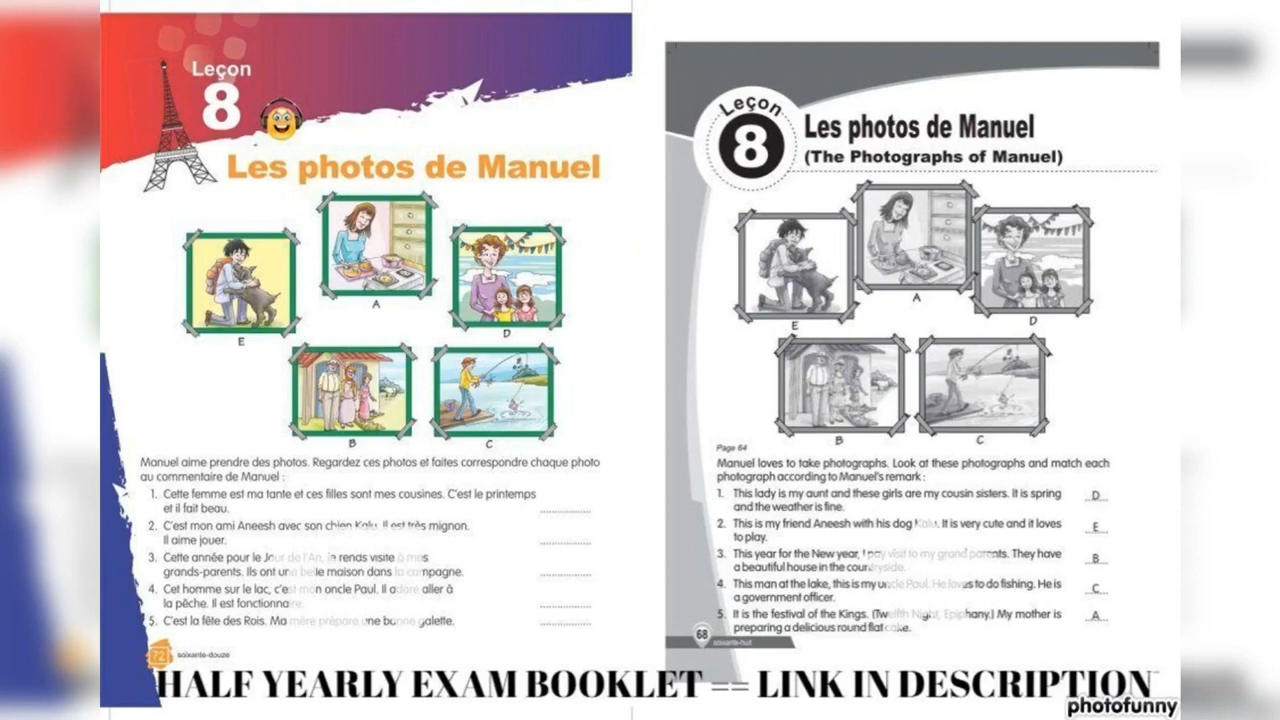 Leçon
8
Les photos de Manuel
A
E
D
B
C
Manuel aime prendre des photos. Regardez ces photos et faites correspondre chaque photo
au commentaire de Manuel :
1. Cette femme est ma tante et ces filles sont mes cousines. C'est le printemps
et il fait beau. ..................
2. C'est mon ami Aneesh avec son chien Kalu. Il est très mignon.
Il aime jouer. ..................
3. Cette année pour le Jour de l'An, je rends visite à mes
grands-parents. Ils ont une belle maison dans la campagne. ..................
4. Cet homme sur le lac, c'est mon oncle Paul. Il adore aller à
la pêche. Il est fonctionnaire. ..................
5. C'est la fête des Rois. Ma mère prépare une bonne galette. ..................
72 soixante-douze
Leçon
8
Les photos de Manuel
(The Photographs of Manuel)
A
E
D
B
C
Page 64
Manuel loves to take photographs. Look at these photographs and match each
photograph according to Manuel's remark :
1. This lady is my aunt and these girls are my cousin sisters. It is spring
and the weather is fine. D
2. This is my friend Aneesh with his dog Kalu. It is very cute and it loves
to play. E
3. This year for the New year, I pay visit to my grand parents. They have
a beautiful house in the countryside. B
4. This man at the lake, this is my uncle Paul. He loves to do fishing. He is
a government officer. C
5. It is the festival of the Kings. (Twelfth Night, Epiphany.) My mother is
preparing a delicious round flat cake. A
68 soixante-huit
HALF YEARLY EXAM BOOKLET == LINK IN DESCRIPTION
photofunny